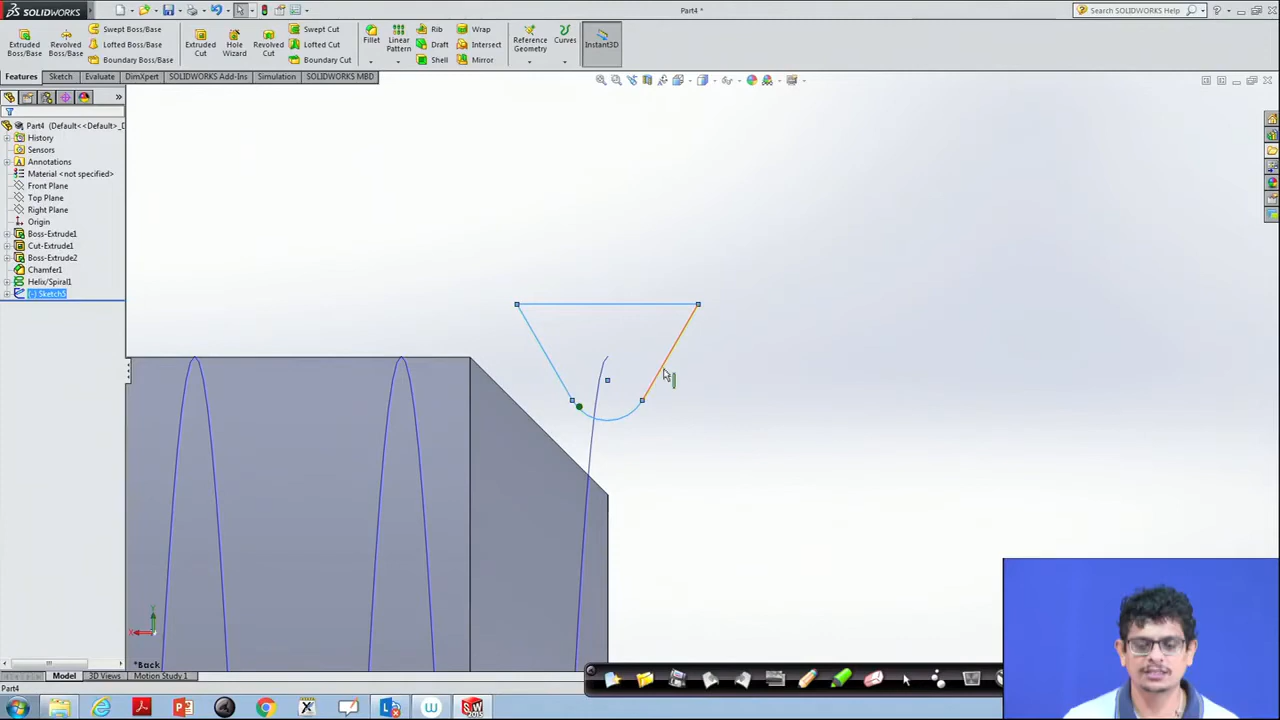 SOLIDWORKS
Part4 *
Search SOLIDWORKS Help
Extruded Boss/Base
Revolved Boss/Base
Swept Boss/Base
Lofted Boss/Base
Boundary Boss/Base
Extruded Cut
Hole Wizard
Revolved Cut
Swept Cut
Lofted Cut
Boundary Cut
Fillet
Linear Pattern
Rib
Draft
Shell
Wrap
Intersect
Mirror
Reference Geometry
Curves
Instant3D
Features
Sketch
Evaluate
DimXpert
SOLIDWORKS Add-Ins
Simulation
SOLIDWORKS MBD
Part4 (Default<<Default>_D
History
Sensors
Annotations
Material <not specified>
Front Plane
Top Plane
Right Plane
Origin
Boss-Extrude1
Cut-Extrude1
Boss-Extrude2
Chamfer1
Helix/Spiral1
(-) Sketch5
Y
X
*Back
Model
3D Views
Motion Study 1
Part4